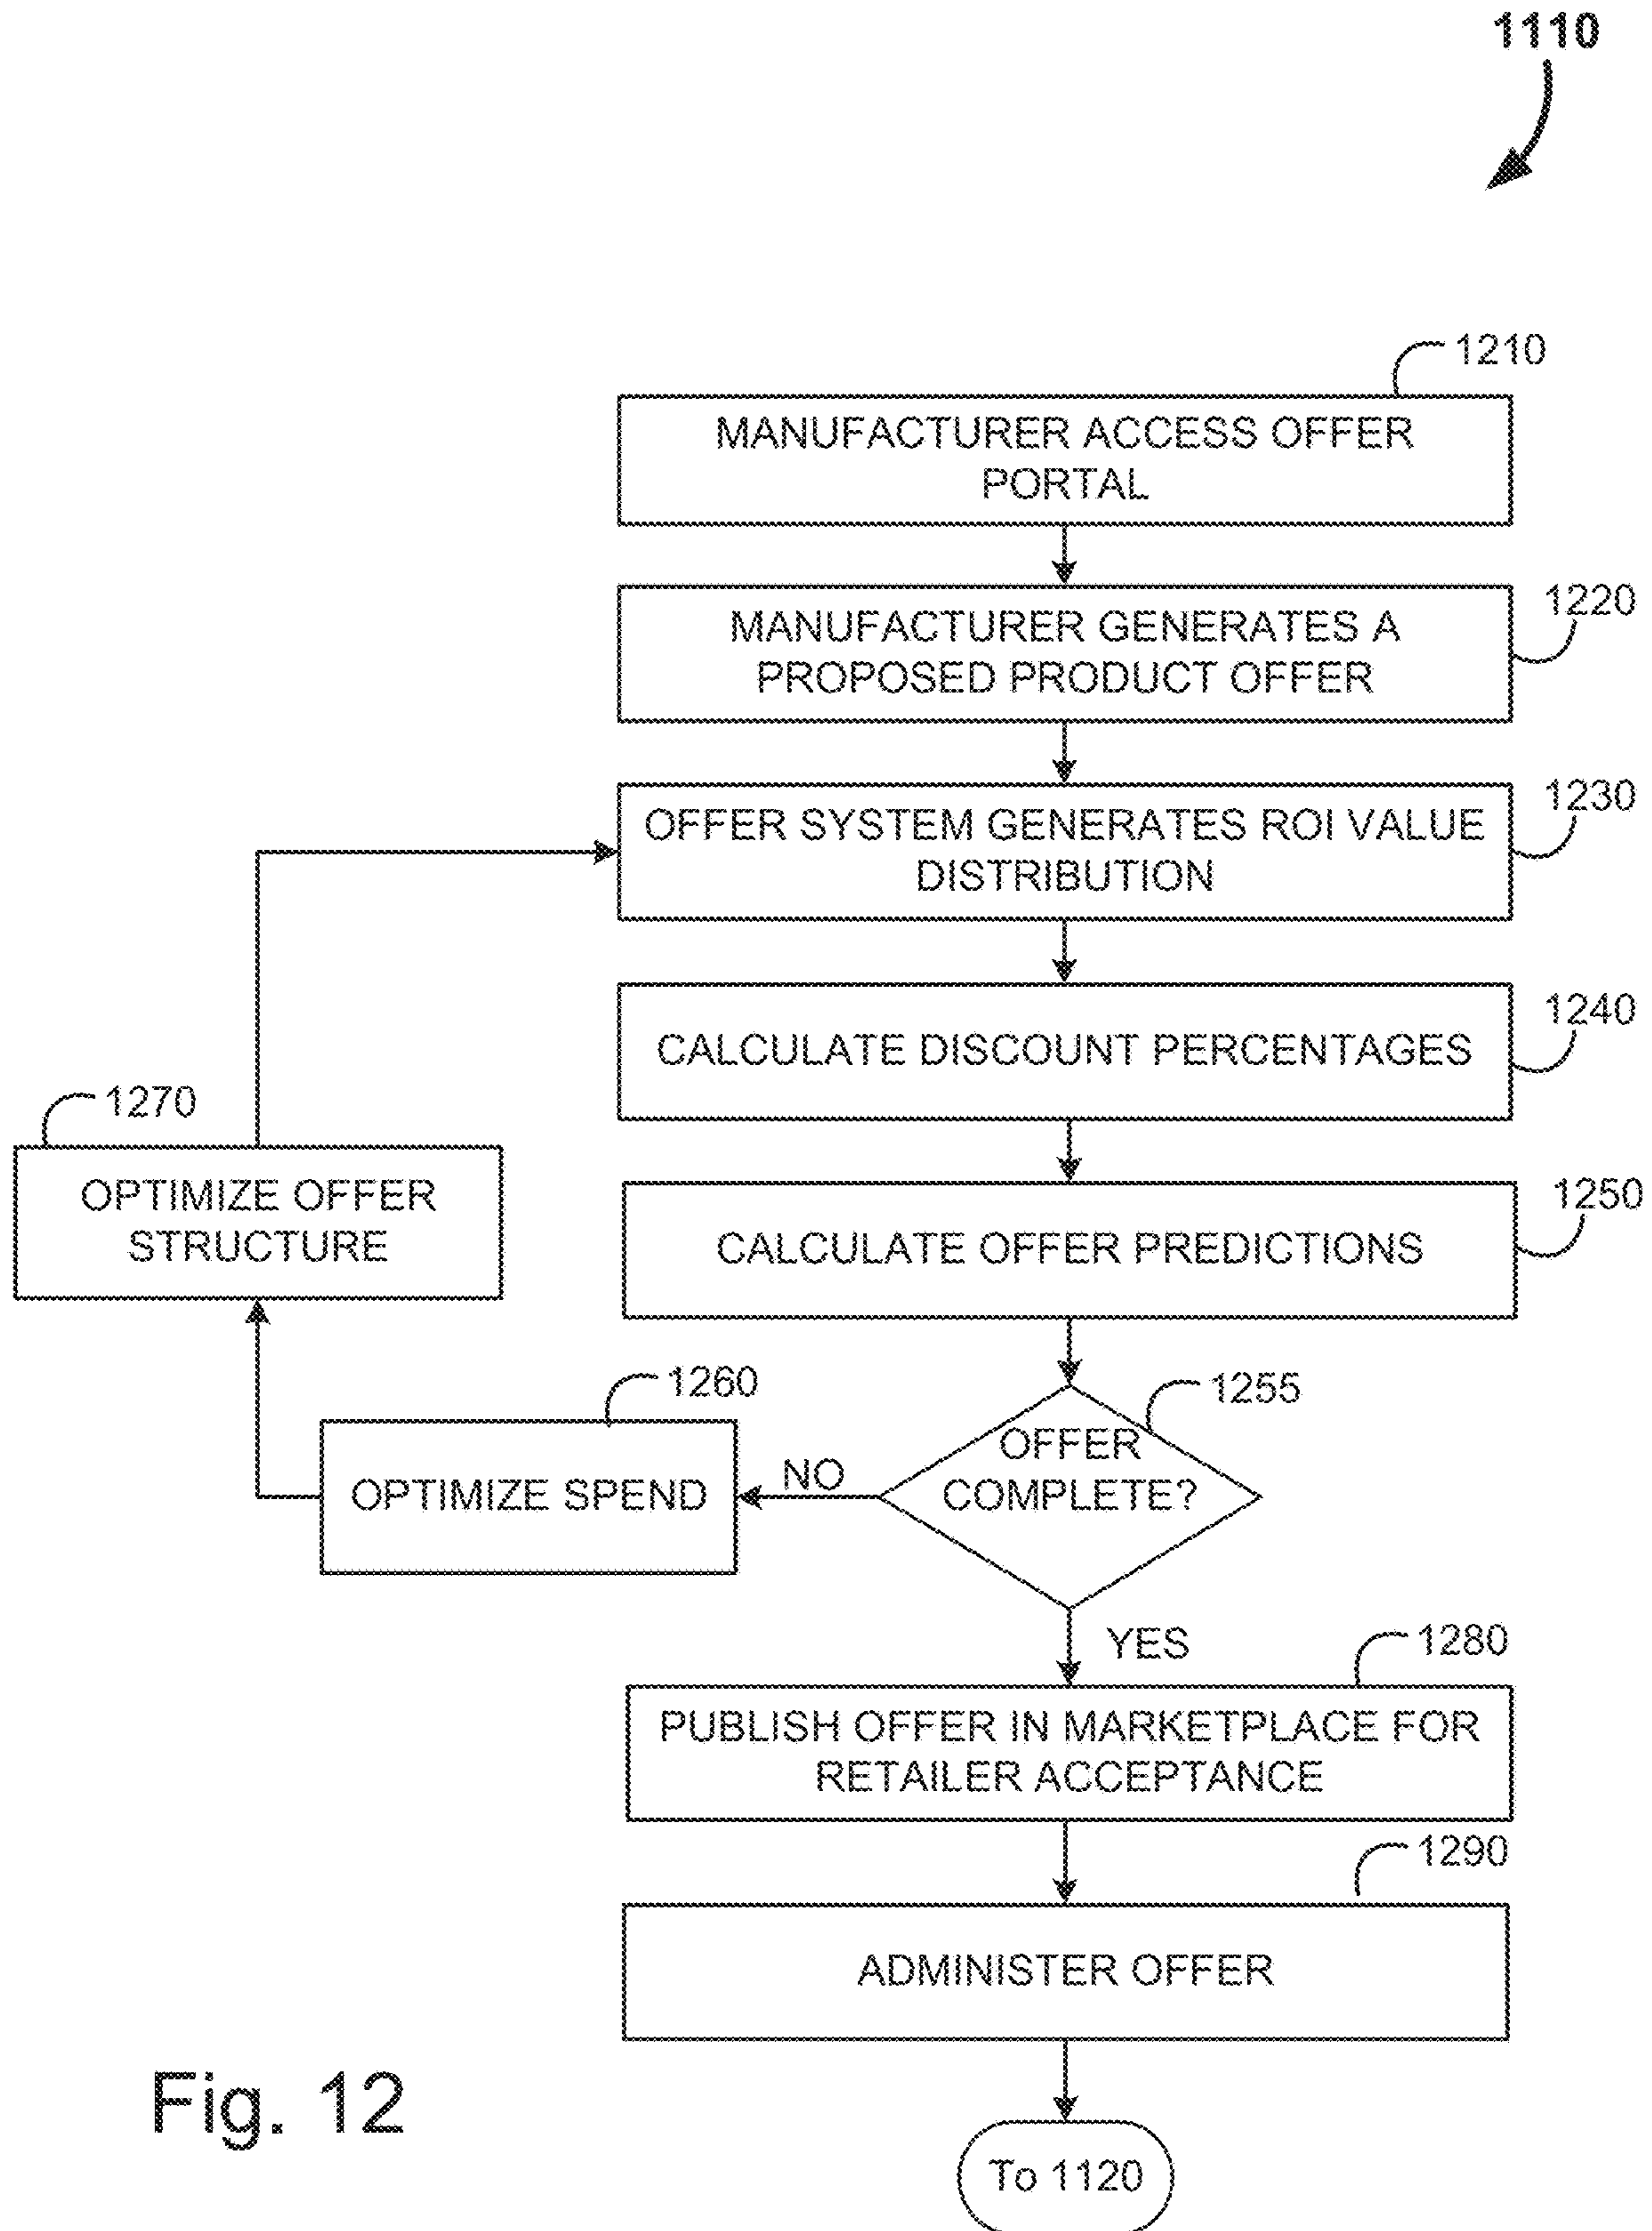 1110
1210
MANUFACTURER ACCESS OFFER
PORTAL
1220
MANUFACTURER GENERATES A
PROPOSED PRODUCT OFFER
1230
OFFER SYSTEM GENERATES ROI VALUE
DISTRIBUTION
1240
CALCULATE DISCOUNT PERCENTAGES
1270
OPTIMIZE OFFER
STRUCTURE
1250
CALCULATE OFFER PREDICTIONS
1260
OPTIMIZE SPEND
NO
1255
OFFER
COMPLETE?
YES
1280
PUBLISH OFFER IN MARKETPLACE FOR
RETAILER ACCEPTANCE
1290
ADMINISTER OFFER
Fig. 12
To 1120